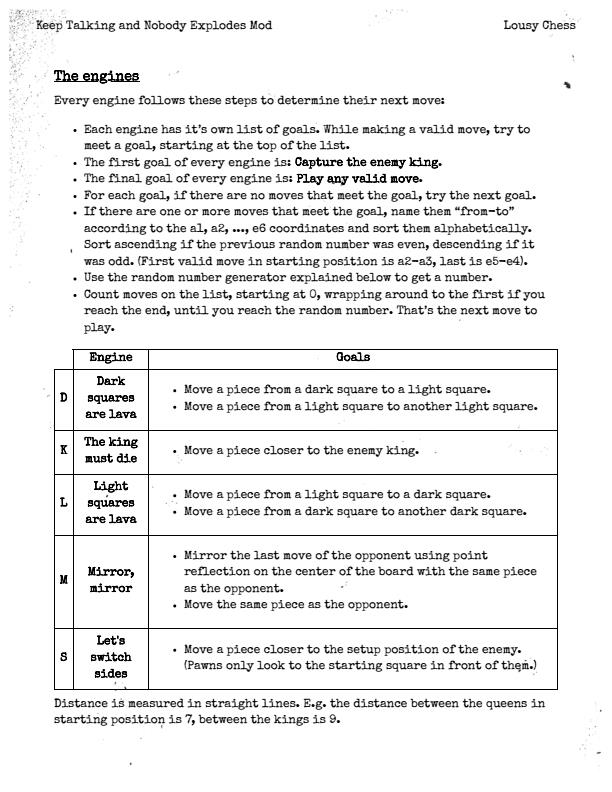 Keep Talking and Nobody Explodes Mod Lousy Chess
The engines
Every engine follows these steps to determine their next move:
• Each engine has it's own list of goals. While making a valid move, try to
meet a goal, starting at the top of the list.
• The first goal of every engine is: Capture the enemy king.
• The final goal of every engine is: Play any valid move.
• For each goal, if there are no moves that meet the goal, try the next goal.
• If there are one or more moves that meet the goal, name them "from-to"
according to the a1, a2, ..., e6 coordinates and sort them alphabetically.
Sort ascending if the previous random number was even, descending if it
was odd. (First valid move in starting position is a2-a3, last is e5-e4).
• Use the random number generator explained below to get a number.
• Count moves on the list, starting at 0, wrapping around to the first if you
reach the end, until you reach the random number. That's the next move to
play.
Engine Goals
D
Dark
squares
are lava
• Move a piece from a dark square to a light square.
• Move a piece from a light square to another light square.
K
The king
must die
• Move a piece closer to the enemy king.
L
Light
squares
are lava
• Move a piece from a light square to a dark square.
• Move a piece from a dark square to another dark square.
M
Mirror,
mirror
• Mirror the last move of the opponent using point
reflection on the center of the board with the same piece
as the opponent.
• Move the same piece as the opponent.
S
Let's
switch
sides
• Move a piece closer to the setup position of the enemy.
(Pawns only look to the starting square in front of them.)
Distance is measured in straight lines. E.g. the distance between the queens in
starting position is 7, between the kings is 9.